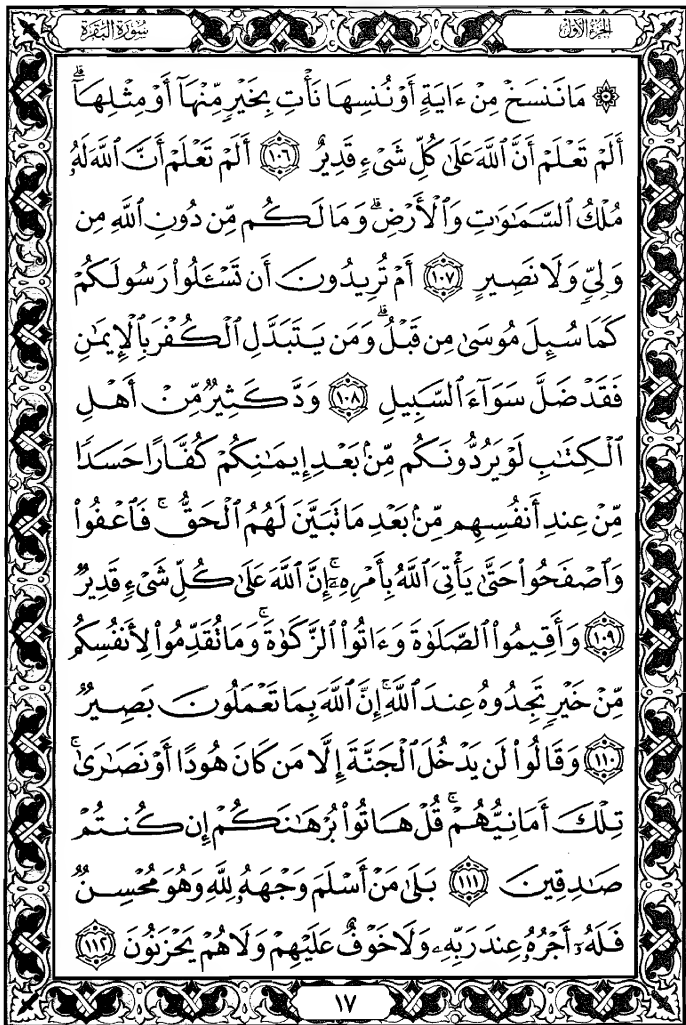 سُورَةُ البَقَرَةِ
الجُزْءُ الأَوَّلُ
۞ مَا نَنسَخْ مِنْ ءَايَةٍ أَوْ نُنسِهَا نَأْتِ بِخَيْرٍ مِّنْهَآ أَوْ مِثْلِهَآۗ
أَلَمْ تَعْلَمْ أَنَّ ٱللَّهَ عَلَىٰ كُلِّ شَىْءٍ قَدِيرٌ ١٠٦ أَلَمْ تَعْلَمْ أَنَّ ٱللَّهَ لَهُۥ
مُلْكُ ٱلسَّمَـٰوَٰتِ وَٱلْأَرْضِۗ وَمَا لَكُم مِّن دُونِ ٱللَّهِ مِن
وَلِىٍّ وَلَا نَصِيرٍ ١٠٧ أَمْ تُرِيدُونَ أَن تَسْـَٔلُوا۟ رَسُولَكُمْ
كَمَا سُئِلَ مُوسَىٰ مِن قَبْلُۗ وَمَن يَتَبَدَّلِ ٱلْكُفْرَ بِٱلْإِيمَـٰنِ
فَقَدْ ضَلَّ سَوَآءَ ٱلسَّبِيلِ ١٠٨ وَدَّ كَثِيرٌ مِّنْ أَهْلِ
ٱلْكِتَـٰبِ لَوْ يَرُدُّونَكُم مِّنۢ بَعْدِ إِيمَـٰنِكُمْ كُفَّارًا حَسَدًا
مِّنْ عِندِ أَنفُسِهِم مِّنۢ بَعْدِ مَا تَبَيَّنَ لَهُمُ ٱلْحَقُّۖ فَٱعْفُوا۟
وَٱصْفَحُوا۟ حَتَّىٰ يَأْتِىَ ٱللَّهُ بِأَمْرِهِۦٓۗ إِنَّ ٱللَّهَ عَلَىٰ كُلِّ شَىْءٍ قَدِيرٌ
١٠٩ وَأَقِيمُوا۟ ٱلصَّلَوٰةَ وَءَاتُوا۟ ٱلزَّكَوٰةَۚ وَمَا تُقَدِّمُوا۟ لِأَنفُسِكُم
مِّنْ خَيْرٍ تَجِدُوهُ عِندَ ٱللَّهِۗ إِنَّ ٱللَّهَ بِمَا تَعْمَلُونَ بَصِيرٌ
١١٠ وَقَالُوا۟ لَن يَدْخُلَ ٱلْجَنَّةَ إِلَّا مَن كَانَ هُودًا أَوْ نَصَـٰرَىٰۗ
تِلْكَ أَمَانِيُّهُمْۗ قُلْ هَاتُوا۟ بُرْهَـٰنَكُمْ إِن كُنتُمْ
صَـٰدِقِينَ ١١١ بَلَىٰ مَنْ أَسْلَمَ وَجْهَهُۥ لِلَّهِ وَهُوَ مُحْسِنٌ
فَلَهُۥٓ أَجْرُهُۥ عِندَ رَبِّهِۦ وَلَا خَوْفٌ عَلَيْهِمْ وَلَا هُمْ يَحْزَنُونَ ١١٢
١٧